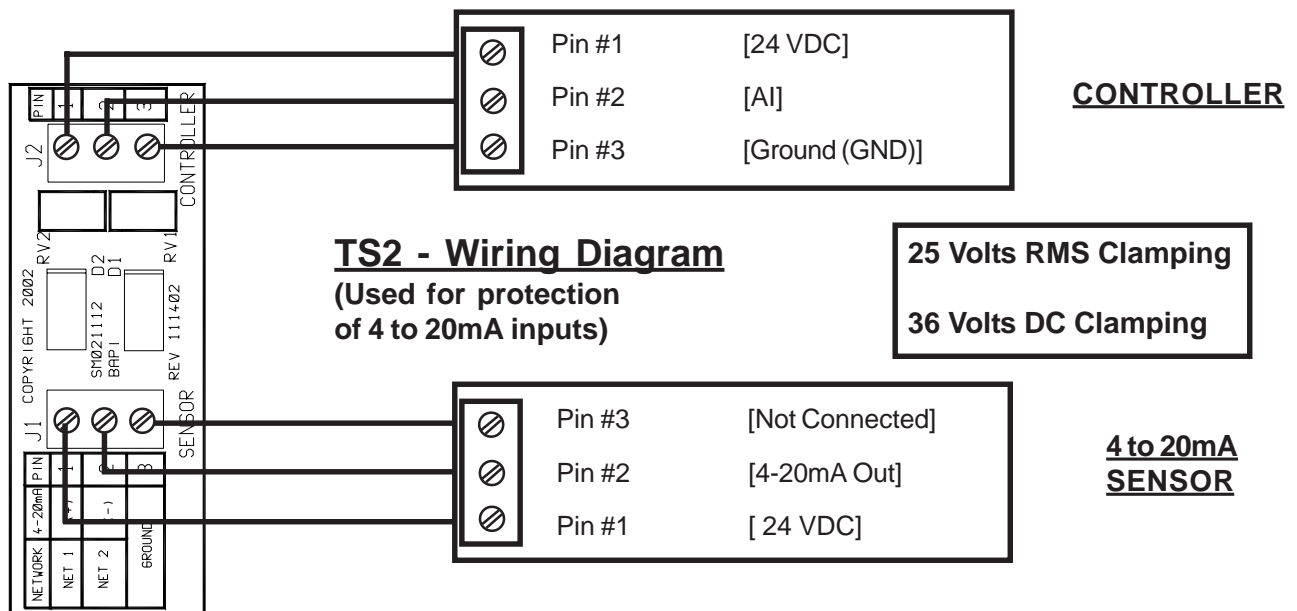 Pin #1 [24 VDC]
Pin #2 [AI]
Pin #3 [Ground (GND)]
CONTROLLER
PIN 1 2 3
J2
CONTROLLER
RV2
RV1
D2
D1
COPYRIGHT 2002
SM021112
BAPI
REV 111402
J1
SENSOR
PIN 1 2 3
4-20mA (+) (-)
NETWORK NET 1 NET 2 GROUND
TS2 - Wiring Diagram
(Used for protection
of 4 to 20mA inputs)
25 Volts RMS Clamping
36 Volts DC Clamping
Pin #3 [Not Connected]
Pin #2 [4-20mA Out]
Pin #1 [ 24 VDC]
4 to 20mA
SENSOR